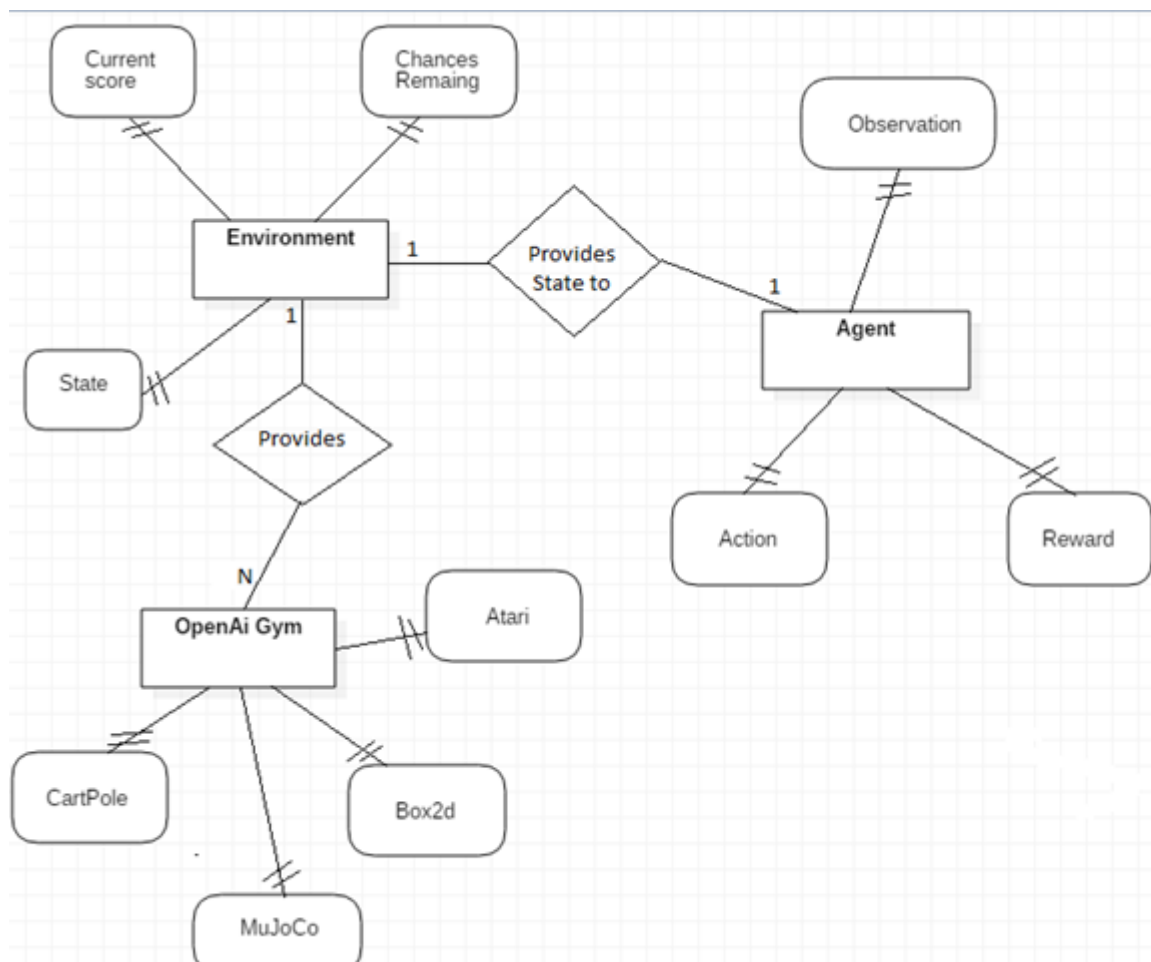 Current
score
Chances
Remaing
Observation
Environment
1
Provides
State to
1
Agent
1
State
Provides
Action
Reward
N
OpenAi Gym
Atari
CartPole
Box2d
MuJoCo